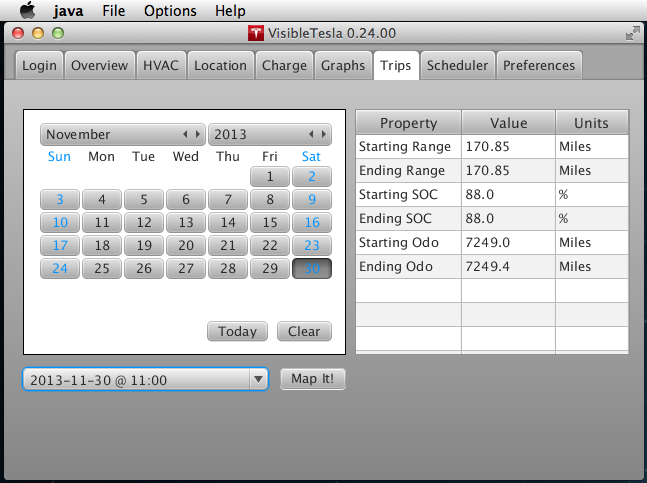 java File Options Help
VisibleTesla 0.24.00
Login Overview HVAC Location Charge Graphs Trips Scheduler Preferences
November 2013
Sun Mon Tue Wed Thu Fri Sat
1 2
3 4 5 6 7 8 9
10 11 12 13 14 15 16
17 18 19 20 21 22 23
24 25 26 27 28 29 30
Today Clear
2013-11-30 @ 11:00 Map It!
Property Value Units
Starting Range 170.85 Miles
Ending Range 170.85 Miles
Starting SOC 88.0 %
Ending SOC 88.0 %
Starting Odo 7249.0 Miles
Ending Odo 7249.4 Miles